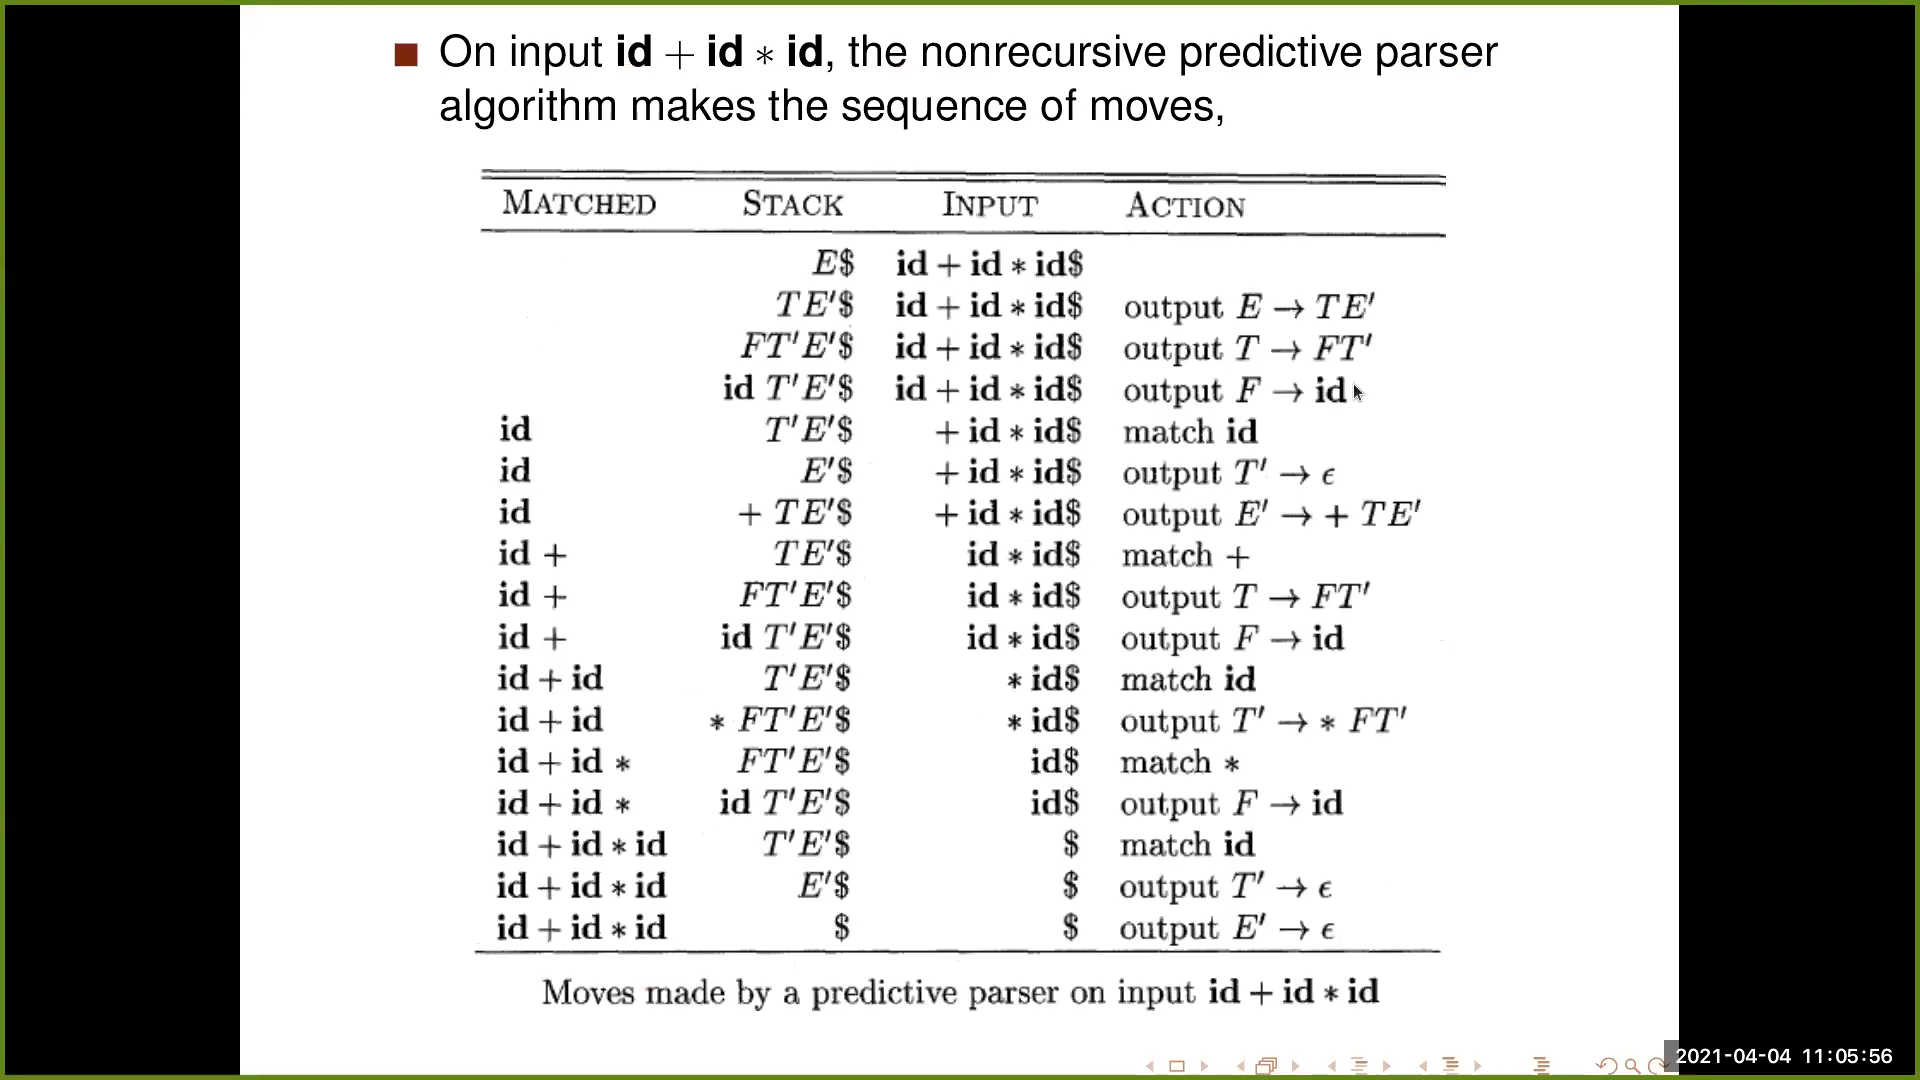 On input id + id ∗ id, the nonrecursive predictive parser
algorithm makes the sequence of moves,
MATCHED STACK INPUT ACTION
E$ id + id ∗ id$
TE′$ id + id ∗ id$ output E → TE′
FT′E′$ id + id ∗ id$ output T → FT′
id T′E′$ id + id ∗ id$ output F → id
id T′E′$ + id ∗ id$ match id
id E′$ + id ∗ id$ output T′ → ϵ
id + TE′$ + id ∗ id$ output E′ → + TE′
id + TE′$ id ∗ id$ match +
id + FT′E′$ id ∗ id$ output T → FT′
id + id T′E′$ id ∗ id$ output F → id
id + id T′E′$ ∗ id$ match id
id + id ∗ FT′E′$ ∗ id$ output T′ → ∗ FT′
id + id ∗ FT′E′$ id$ match ∗
id + id ∗ id T′E′$ id$ output F → id
id + id ∗ id T′E′$ $ match id
id + id ∗ id E′$ $ output T′ → ϵ
id + id ∗ id $ $ output E′ → ϵ
Moves made by a predictive parser on input id + id ∗ id
2021-04-04 11:05:56